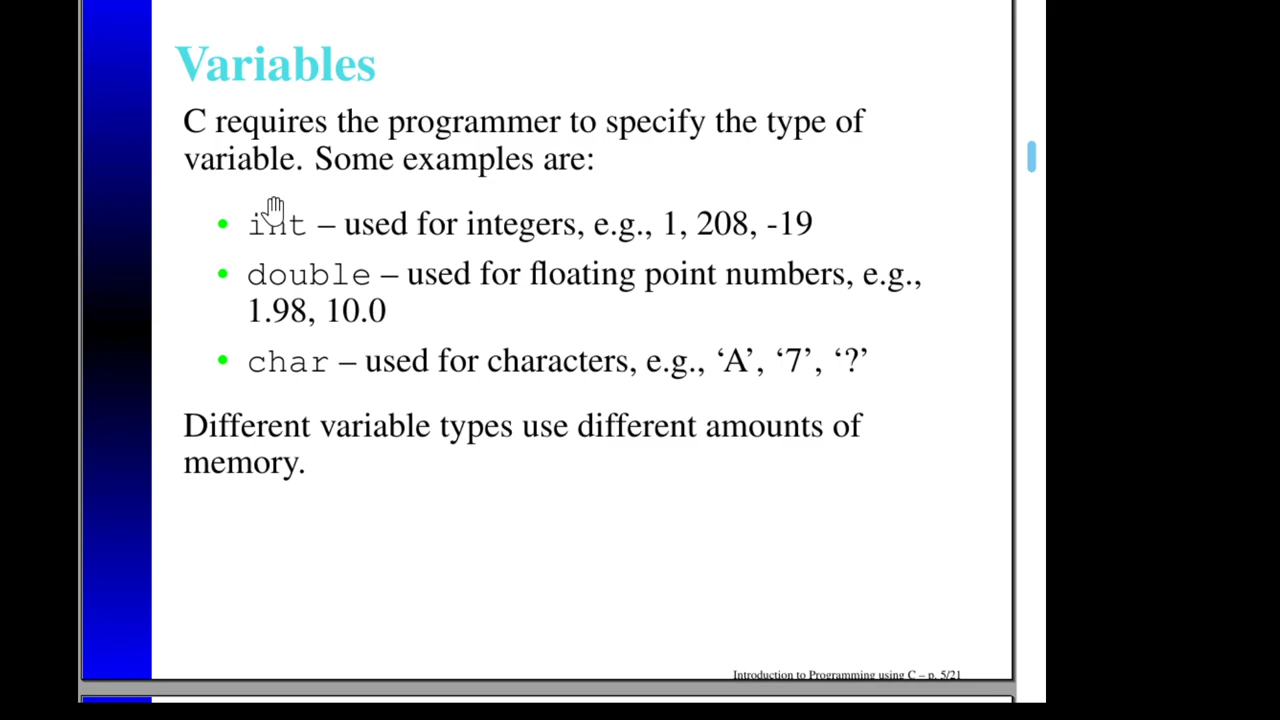 Variables
C requires the programmer to specify the type of
variable. Some examples are:
• int – used for integers, e.g., 1, 208, -19
• double – used for floating point numbers, e.g.,
1.98, 10.0
• char – used for characters, e.g., ‘A’, ‘7’, ‘?’
Different variable types use different amounts of
memory.
Introduction to Programming using C – p. 5/21